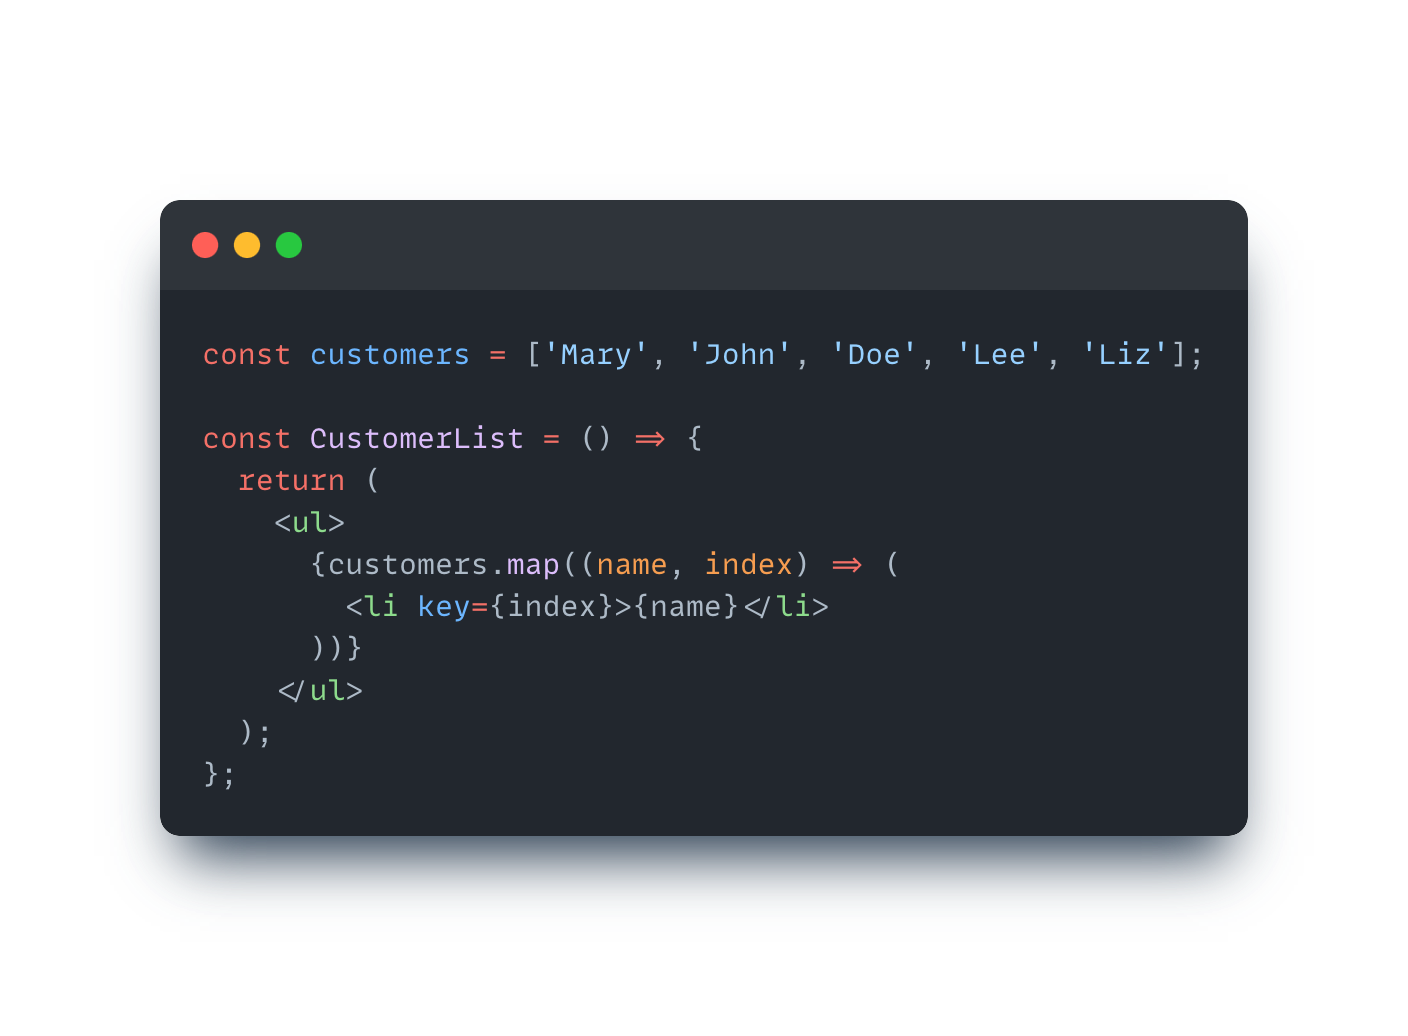 const customers = ['Mary', 'John', 'Doe', 'Lee', 'Liz'];
const CustomerList = () => {
  return (
    <ul>
      {customers.map((name, index) => (
        <li key={index}>{name}</li>
      ))}
    </ul>
  );
};